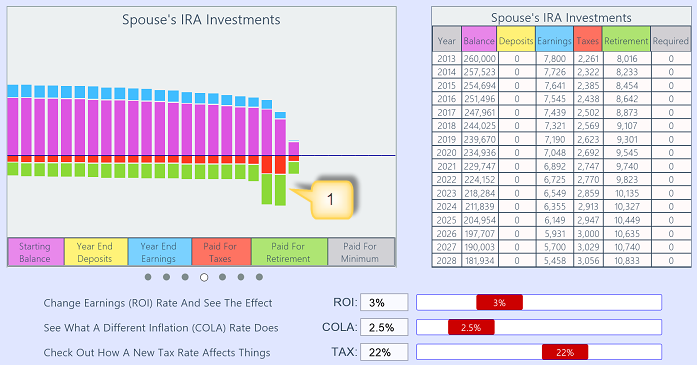 Spouse's IRA Investments
1
Starting Balance Year End Deposits Year End Earnings Paid For Taxes Paid For Retirement Paid For Minimum
Spouse's IRA Investments
Year Balance Deposits Earnings Taxes Retirement Required
2013 260,000 0 7,800 2,261 8,016 0
2014 257,523 0 7,726 2,322 8,233 0
2015 254,694 0 7,641 2,385 8,454 0
2016 251,496 0 7,545 2,438 8,642 0
2017 247,961 0 7,439 2,502 8,873 0
2018 244,025 0 7,321 2,569 9,107 0
2019 239,670 0 7,190 2,623 9,301 0
2020 234,936 0 7,048 2,692 9,545 0
2021 229,747 0 6,892 2,747 9,740 0
2022 224,152 0 6,725 2,770 9,823 0
2023 218,284 0 6,549 2,859 10,135 0
2024 211,839 0 6,355 2,913 10,327 0
2025 204,954 0 6,149 2,947 10,449 0
2026 197,707 0 5,931 3,000 10,635 0
2027 190,003 0 5,700 3,029 10,740 0
2028 181,934 0 5,458 3,056 10,833 0
Change Earnings (ROI) Rate And See The Effect ROI: 3% 3%
See What A Different Inflation (COLA) Rate Does COLA: 2.5% 2.5%
Check Out How A New Tax Rate Affects Things TAX: 22% 22%